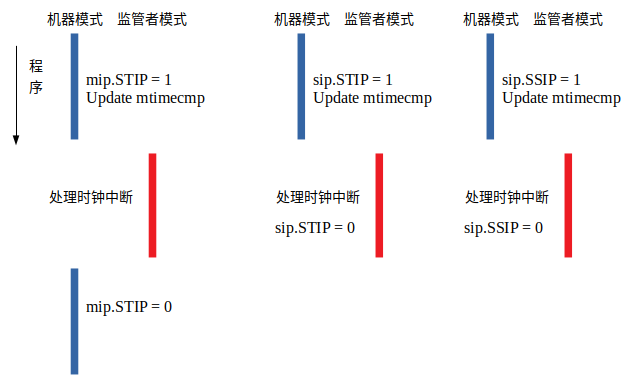 机器模式 监管者模式
机器模式 监管者模式
机器模式 监管者模式
程
序
mip.STIP = 1
Update mtimecmp
sip.STIP = 1
Update mtimecmp
sip.SSIP = 1
Update mtimecmp
处理时钟中断
处理时钟中断
sip.STIP = 0
处理时钟中断
sip.SSIP = 0
mip.STIP = 0